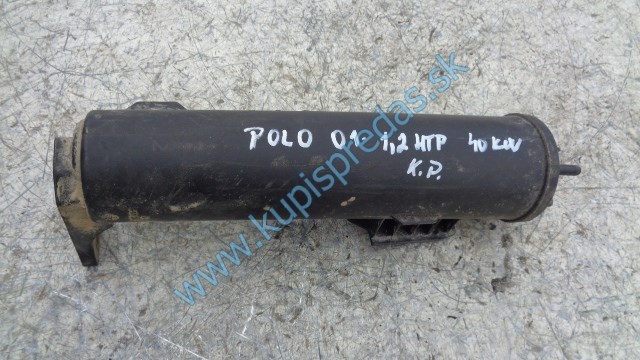 POLO 01- 1,2 HTP 40 KW
K.P.
www.kupispredas.sk